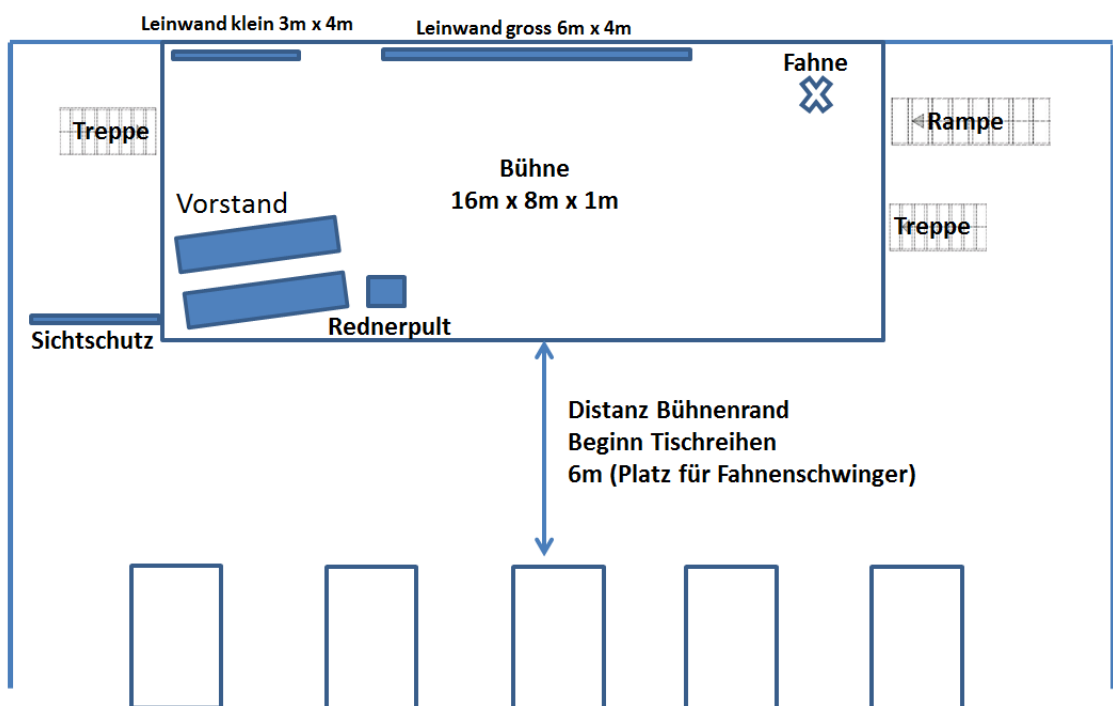 Leinwand klein 3m x 4m
Leinwand gross 6m x 4m
Fahne
Treppe
Rampe
Bühne
16m x 8m x 1m
Vorstand
Treppe
Rednerpult
Sichtschutz
Distanz Bühnenrand
Beginn Tischreihen
6m (Platz für Fahnenschwinger)